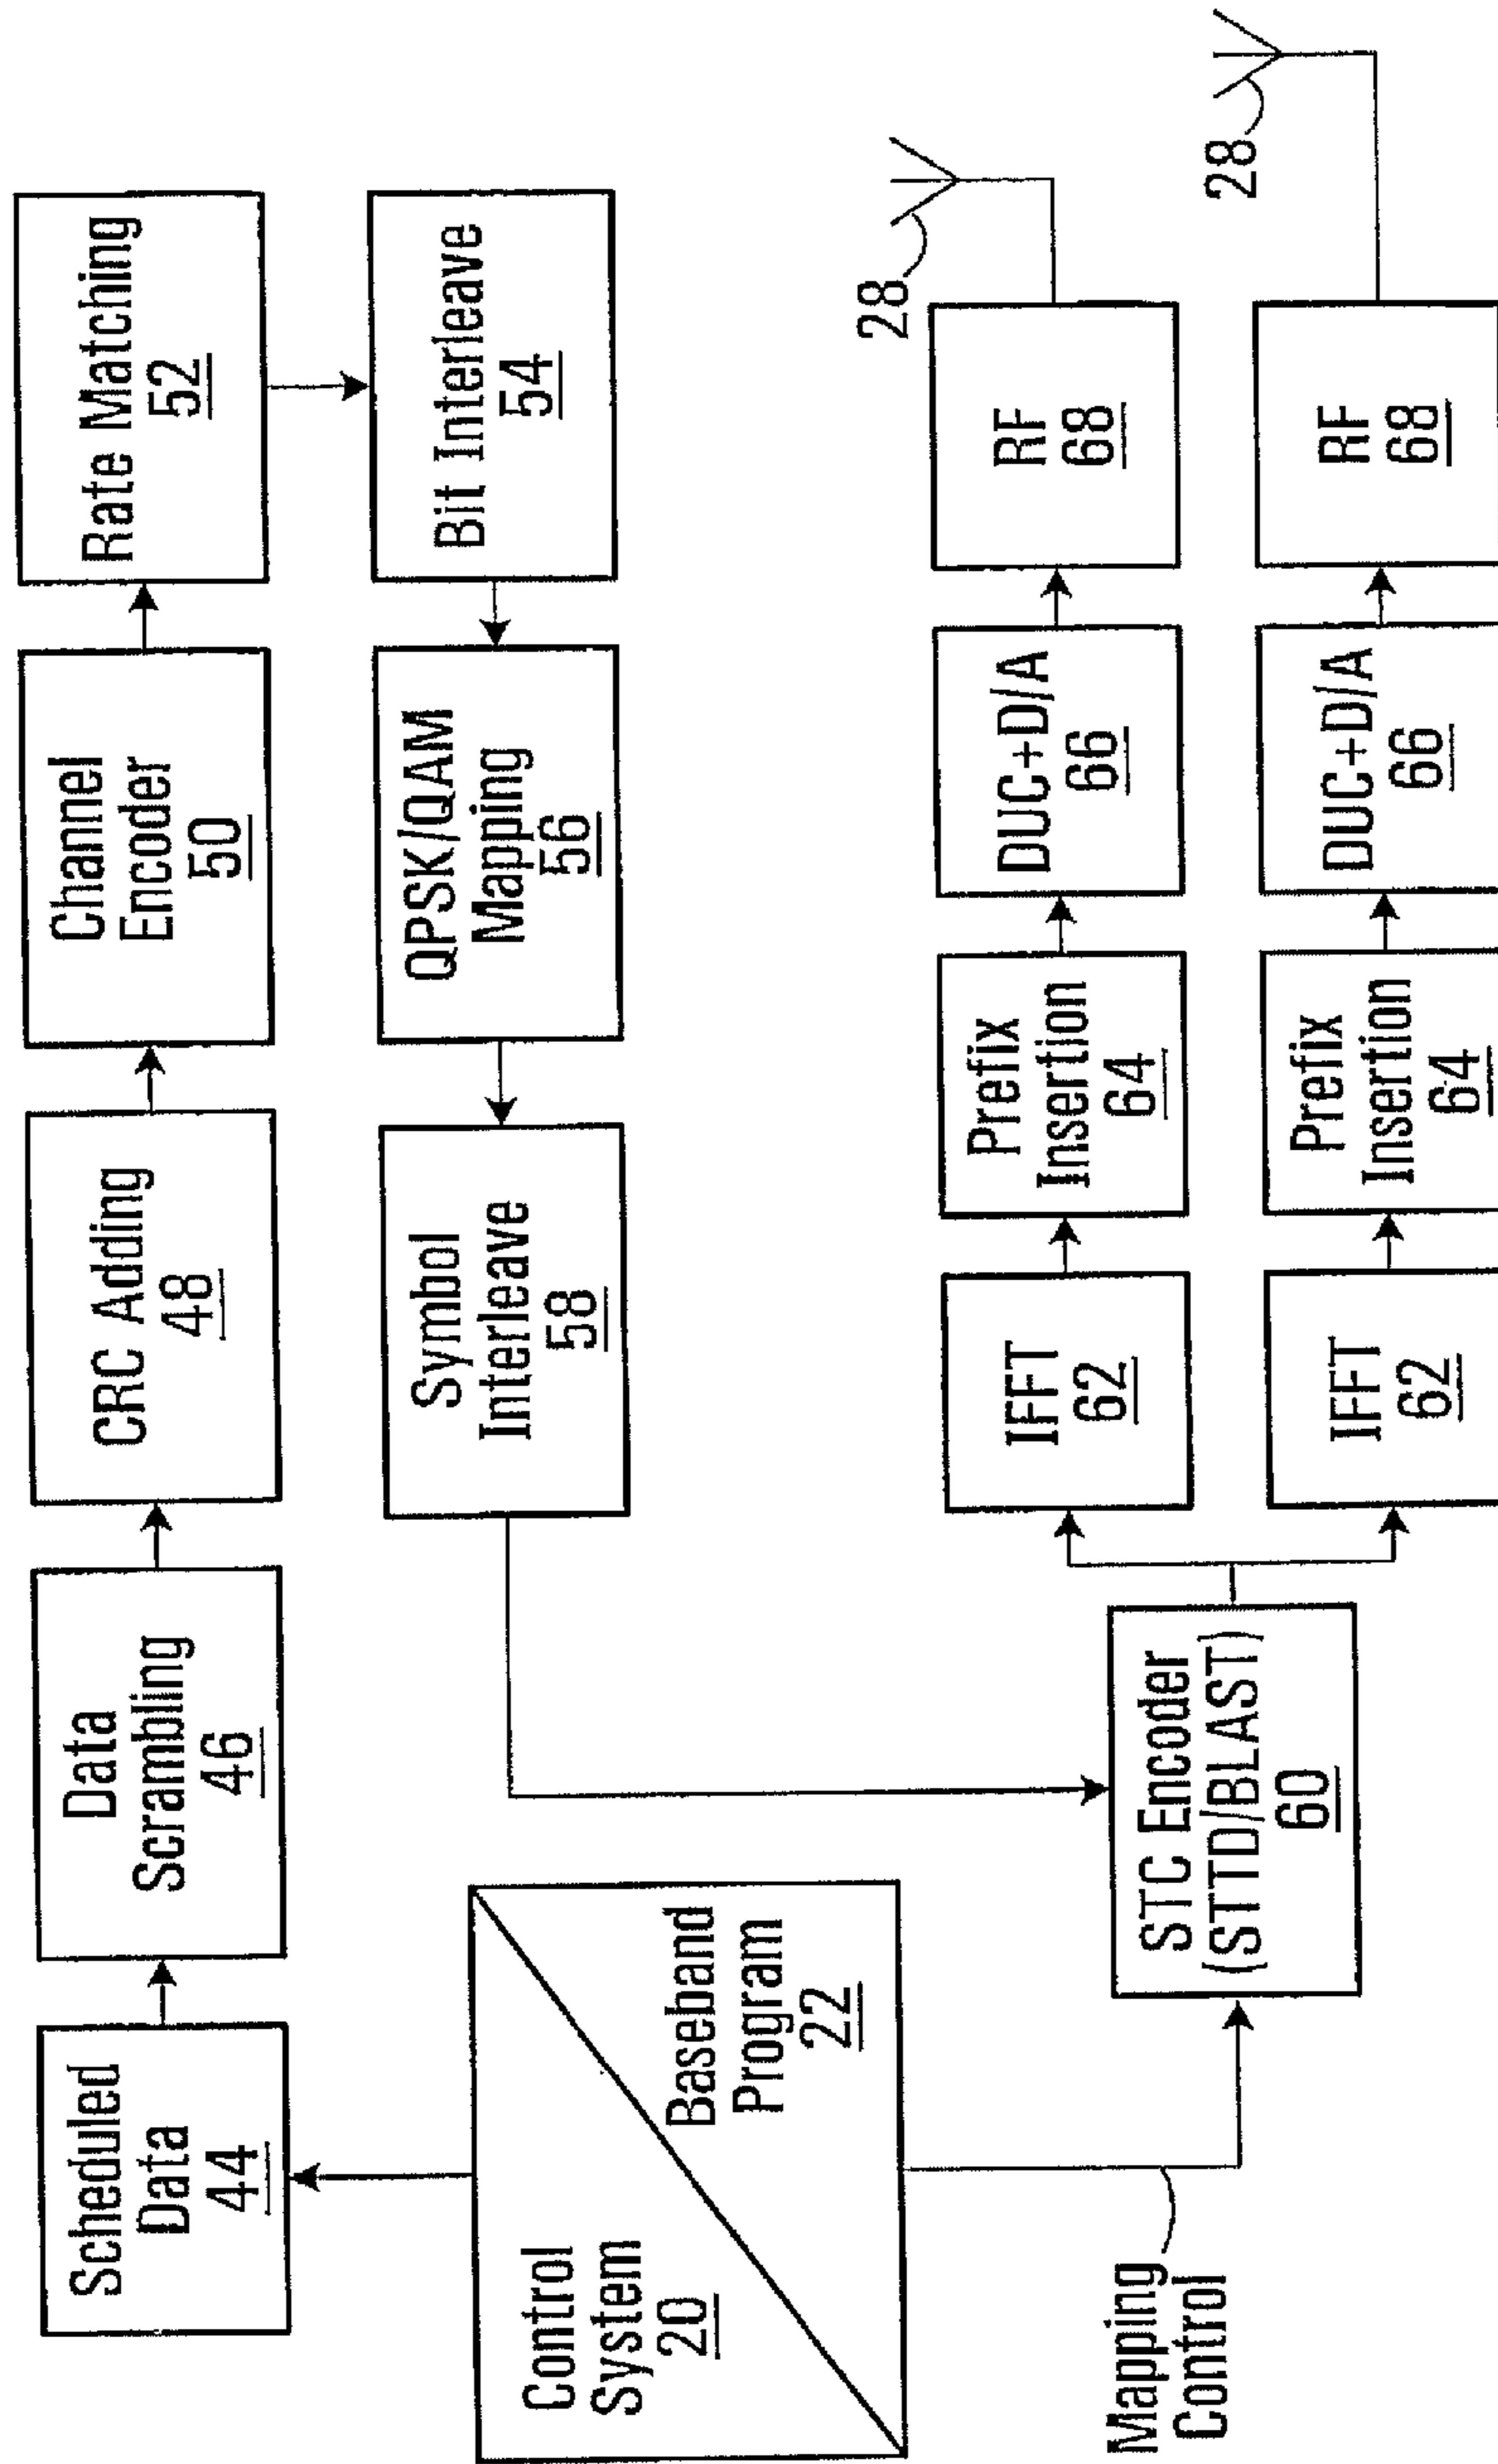 Scheduled
Data
44
Data
Scrambling
46
CRC Adding
48
Channel
Encoder
50
Rate Matching
52
Bit Interleave
54
QPSK/QAM
Mapping
56
Symbol
Interleave
58
Control
System
20
Baseband
Program
22
Mapping
Control
STC Encoder
(STTD/BLAST)
60
IFFT
62
Prefix
Insertion
64
DUC+D/A
66
RF
68
28
IFFT
62
Prefix
Insertion
64
DUC+D/A
66
RF
68
28